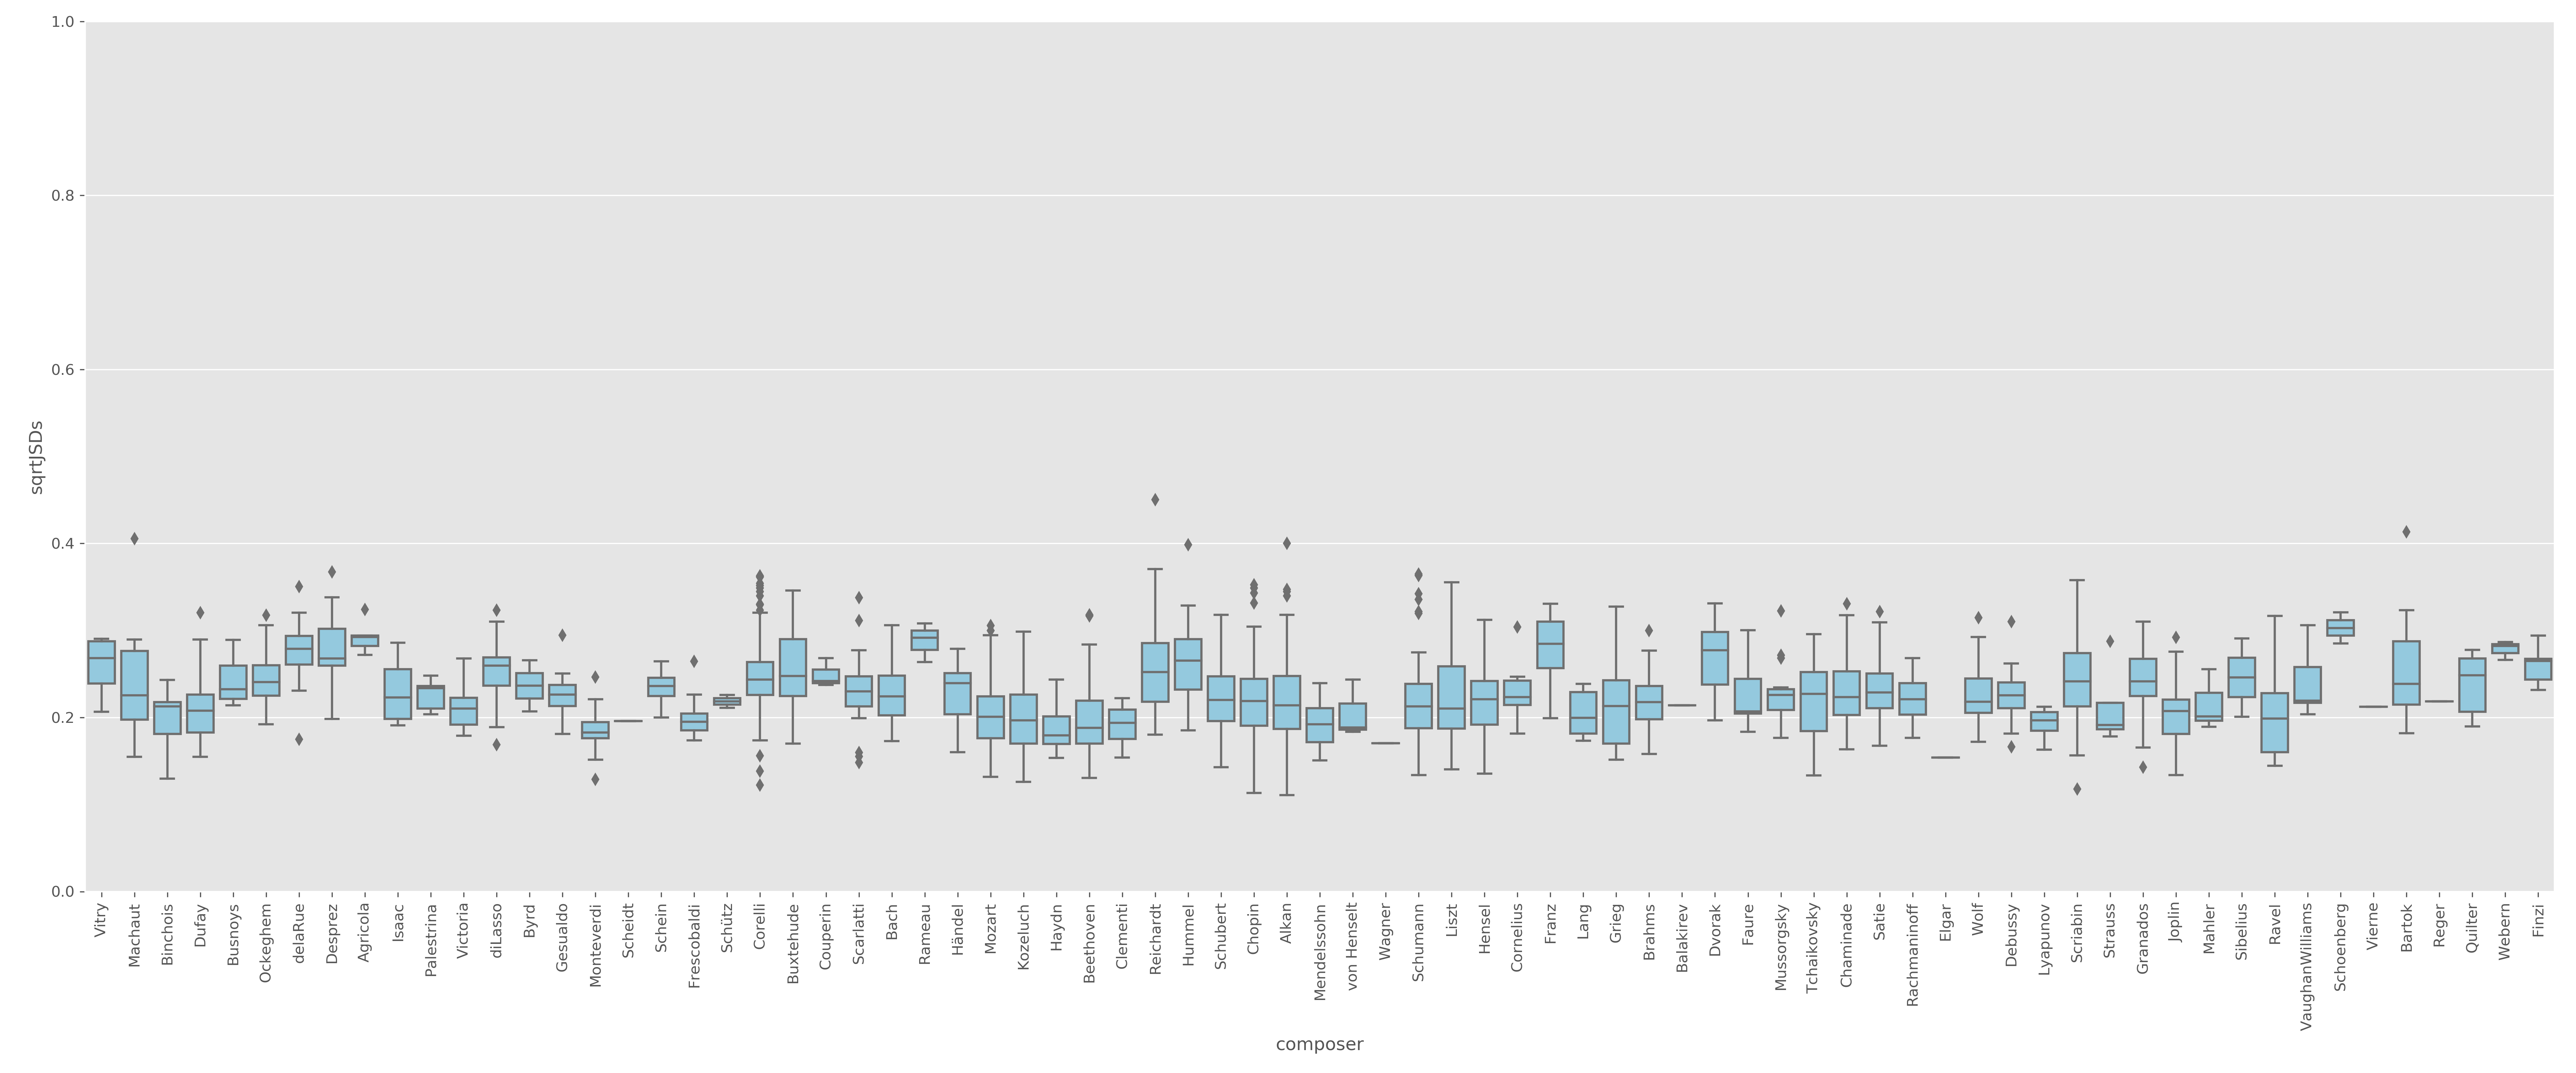 1.0
0.8
0.6
0.4
0.2
0.0
sqrtJSDs
Vitry
Machaut
Binchois
Dufay
Busnoys
Ockeghem
delaRue
Desprez
Agricola
Isaac
Palestrina
Victoria
diLasso
Byrd
Gesualdo
Monteverdi
Scheidt
Schein
Frescobaldi
Schütz
Corelli
Buxtehude
Couperin
Scarlatti
Bach
Rameau
Händel
Mozart
Kozeluch
Haydn
Beethoven
Clementi
Reichardt
Hummel
Schubert
Chopin
Alkan
Mendelssohn
von Henselt
Wagner
Schumann
Liszt
Hensel
Cornelius
Franz
Lang
Grieg
Brahms
Balakirev
Dvorak
Faure
Mussorgsky
Tchaikovsky
Chaminade
Satie
Rachmaninoff
Elgar
Wolf
Debussy
Lyapunov
Scriabin
Strauss
Granados
Joplin
Mahler
Sibelius
Ravel
VaughanWilliams
Schoenberg
Vierne
Bartok
Reger
Quilter
Webern
Finzi
composer